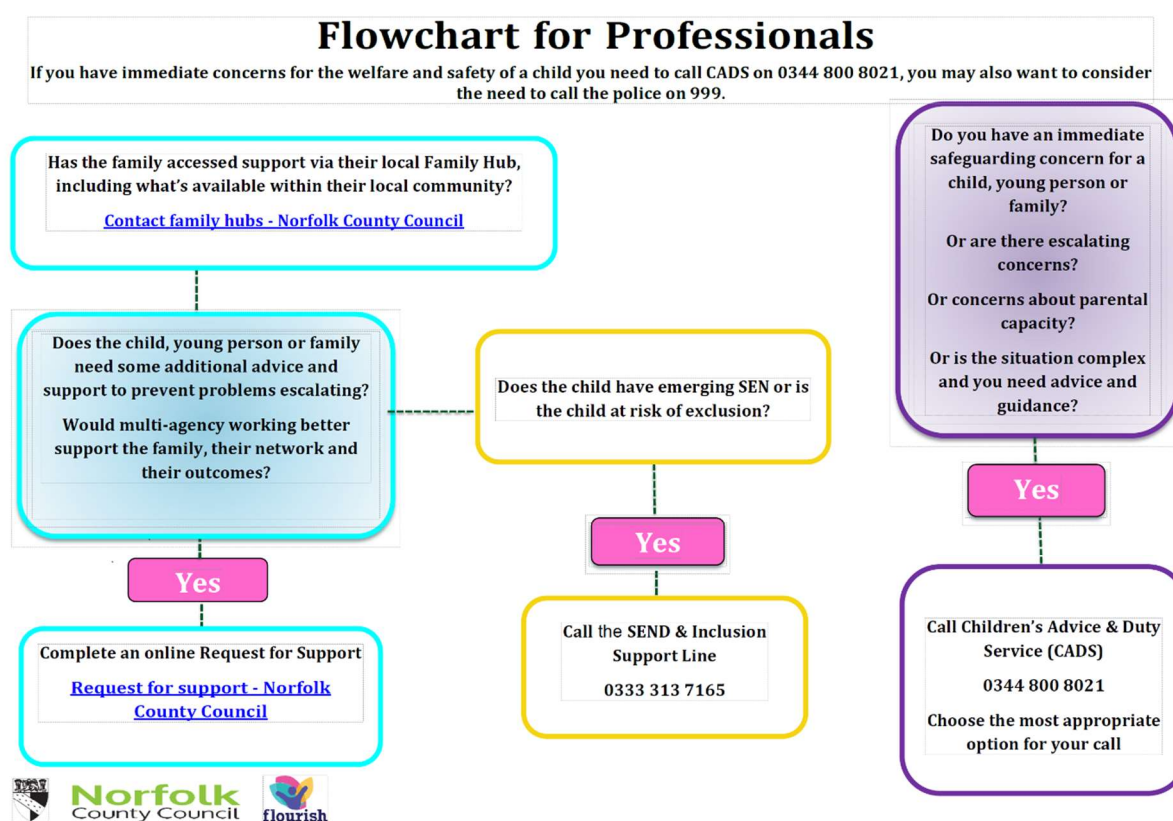 Flowchart for Professionals
If you have immediate concerns for the welfare and safety of a child you need to call CADS on 0344 800 8021, you may also want to consider
the need to call the police on 999.
Has the family accessed support via their local Family Hub,
including what's available within their local community?
Contact family hubs - Norfolk County Council
Does the child, young person or family
need some additional advice and
support to prevent problems escalating?
Would multi-agency working better
support the family, their network and
their outcomes?
Yes
Complete an online Request for Support
Request for support - Norfolk
County Council
Does the child have emerging SEN or is
the child at risk of exclusion?
Yes
Call the SEND & Inclusion
Support Line
0333 313 7165
Do you have an immediate
safeguarding concern for a
child, young person or
family?
Or are there escalating
concerns?
Or concerns about parental
capacity?
Or is the situation complex
and you need advice and
guidance?
Yes
Call Children's Advice & Duty
Service (CADS)
0344 800 8021
Choose the most appropriate
option for your call
Norfolk
County Council
flourish